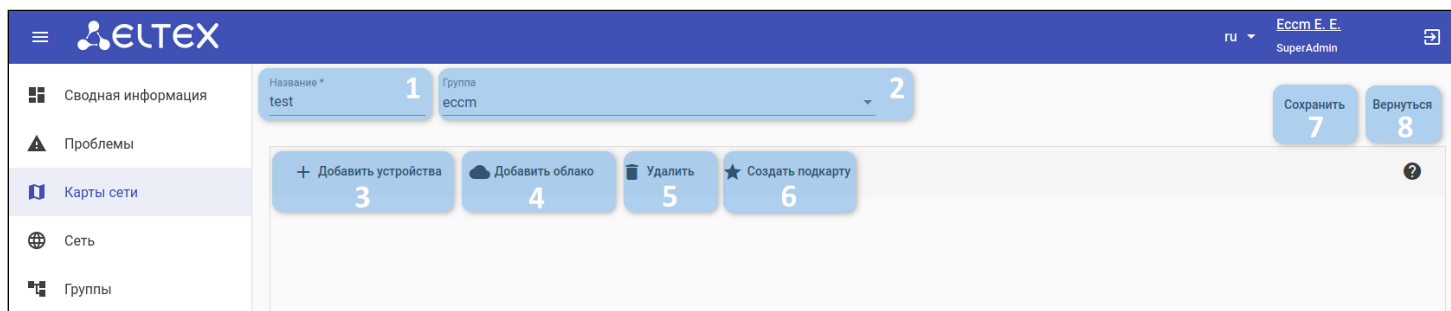 ELTEX
ru
Eccm E. E.
SuperAdmin
Сводная информация
Проблемы
Карты сети
Сеть
Группы
Название *
test
1
Группа
eccm
2
Сохранить
7
Вернуться
8
+ Добавить устройства
3
Добавить облако
4
Удалить
5
Создать подкарту
6
?